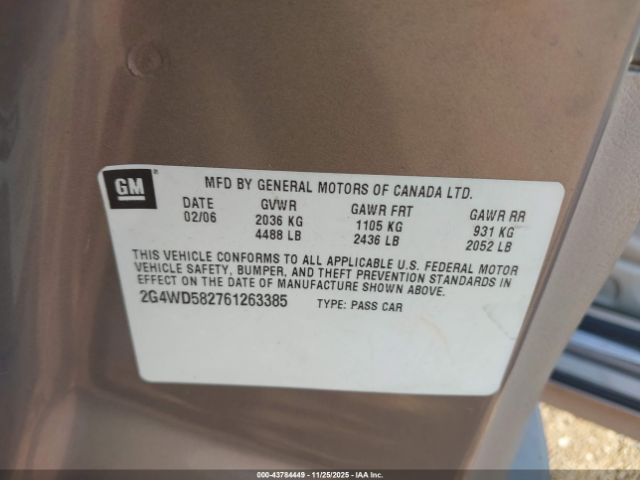 GM
MFD BY GENERAL MOTORS OF CANADA LTD.
DATE GVWR GAWR FRT GAWR RR
02/06 2036 KG 1105 KG 931 KG
4488 LB 2436 LB 2052 LB
THIS VEHICLE CONFORMS TO ALL APPLICABLE U.S. FEDERAL MOTOR
VEHICLE SAFETY, BUMPER, AND THEFT PREVENTION STANDARDS IN
EFFECT ON THE DATE OF MANUFACTURE SHOWN ABOVE.
2G4WD582761263385 TYPE: PASS CAR
000-43784449 - 11/25/2025 - IAA Inc.